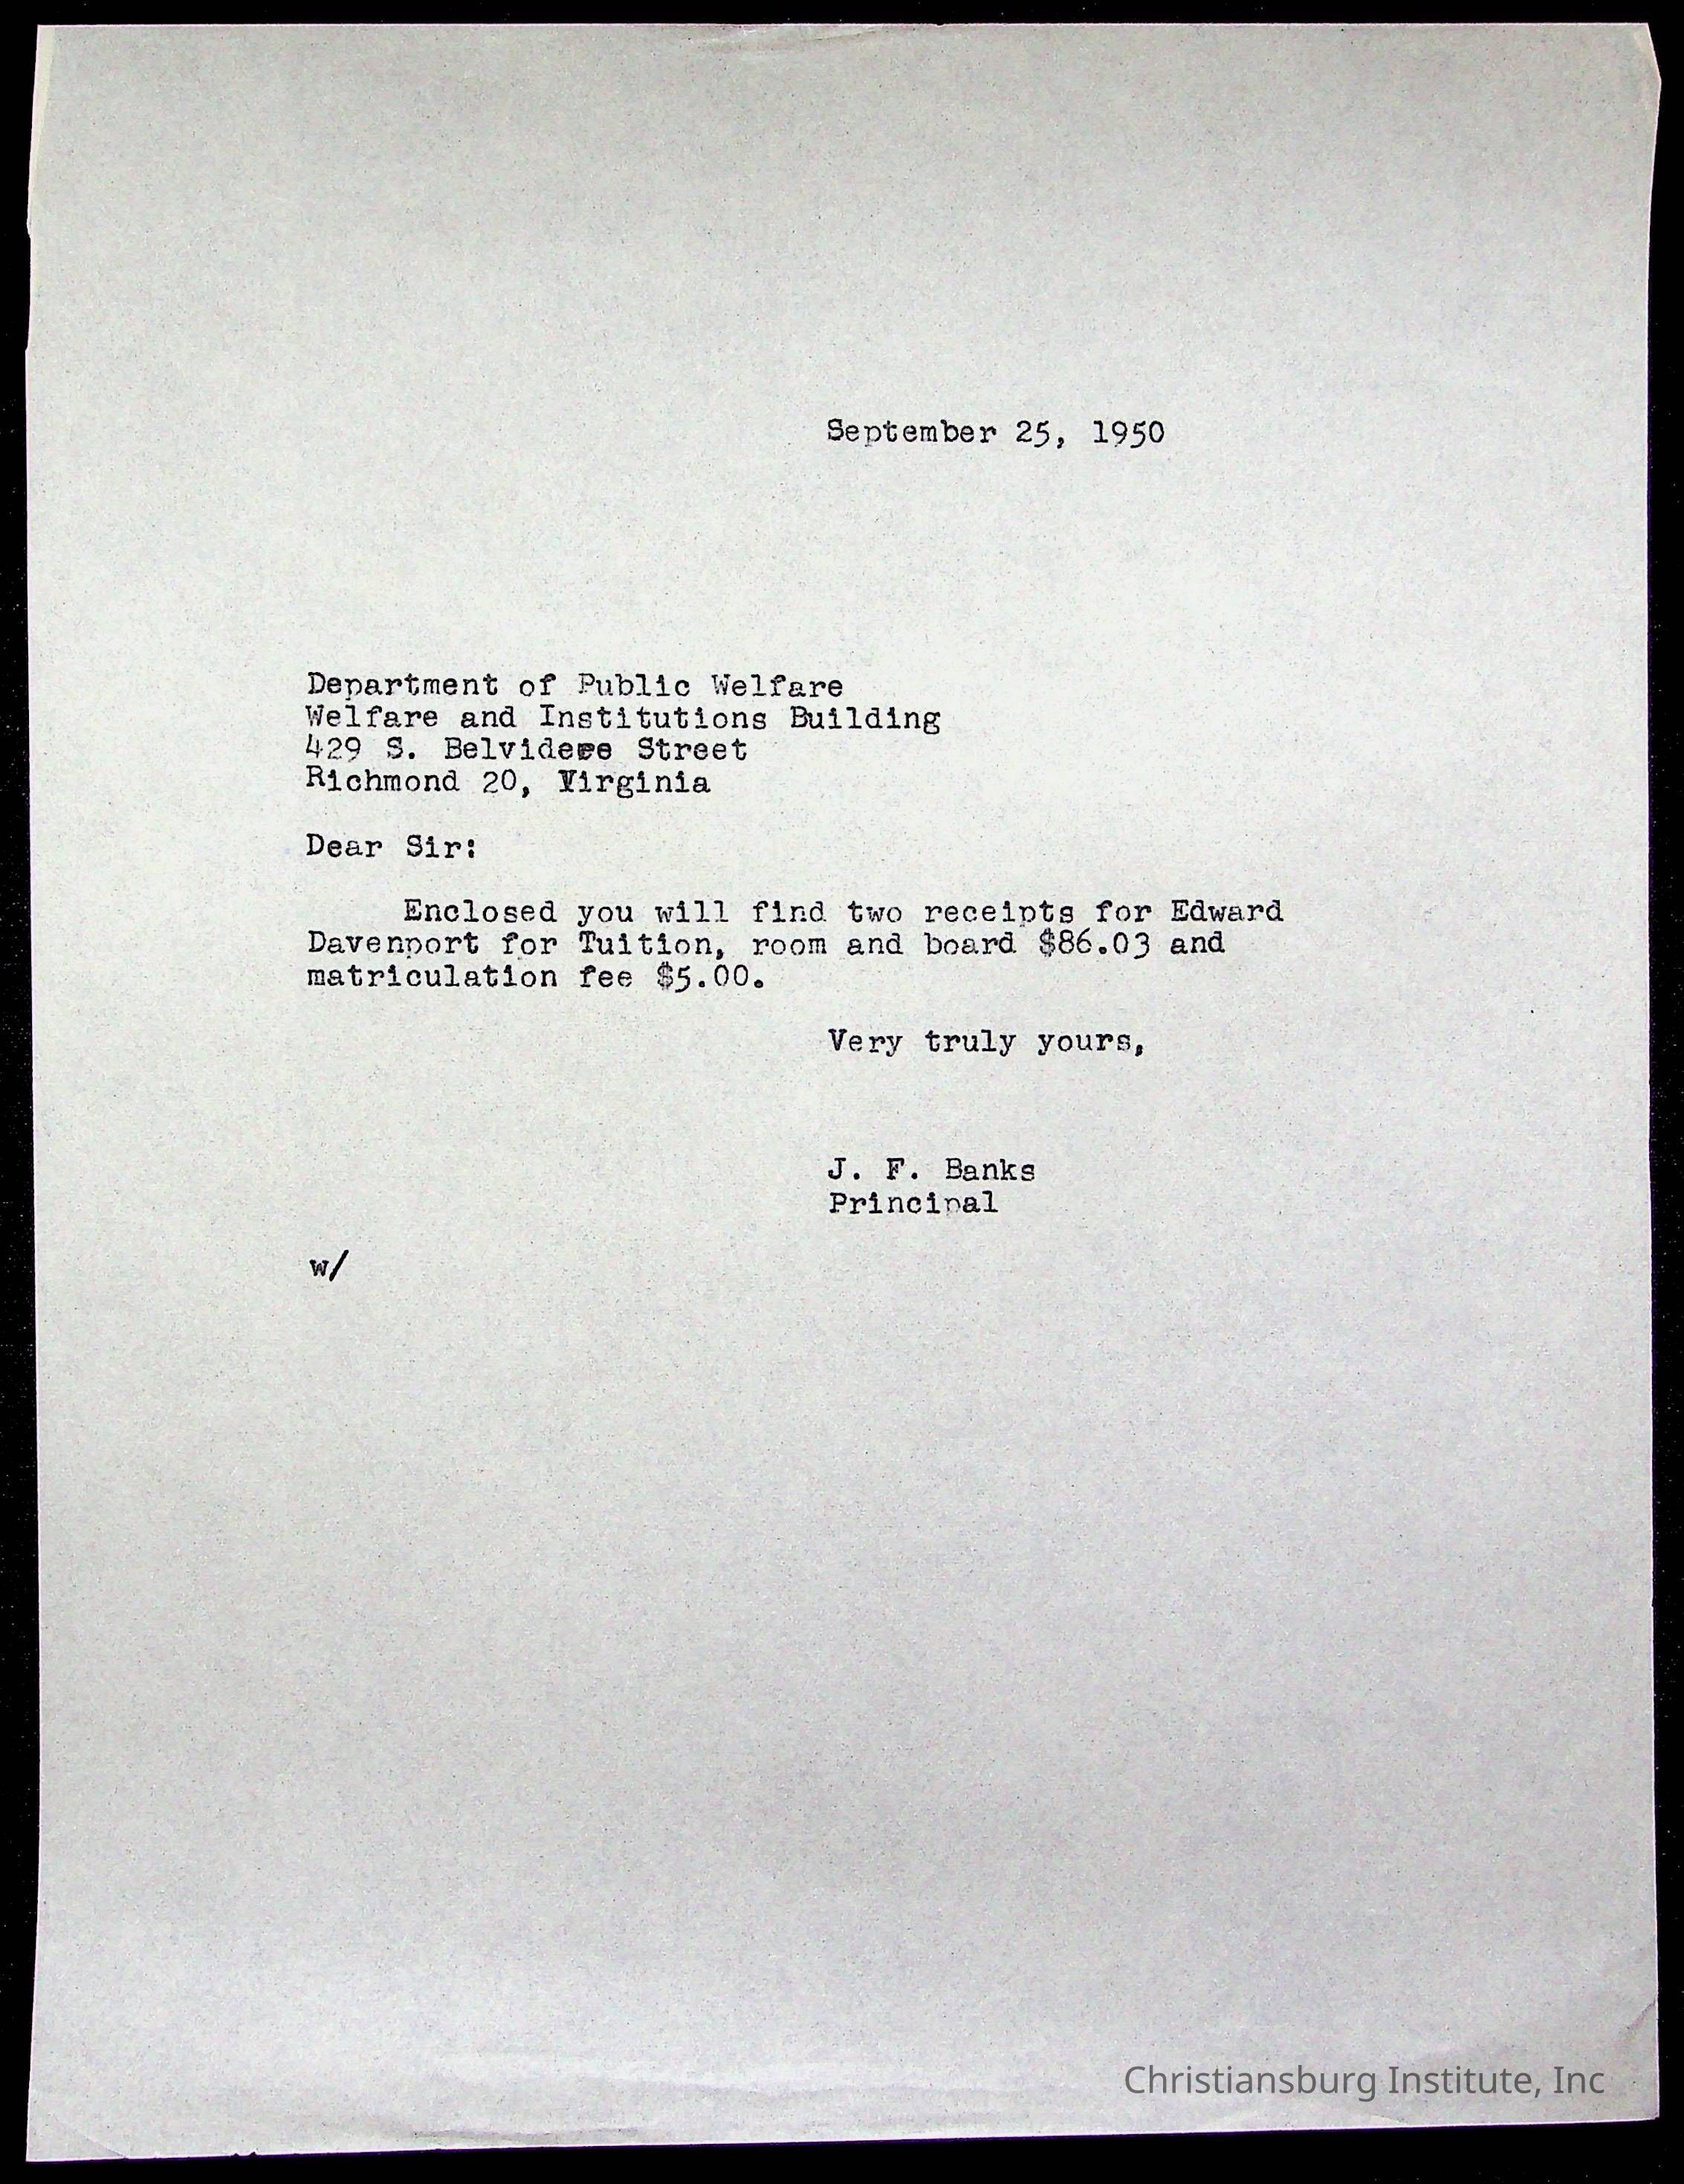 September 25, 1950
Department of Public Welfare
Welfare and Institutions Building
429 S. Belvidere Street
Richmond 20, Virginia
Dear Sir:
Enclosed you will find two receipts for Edward
Davenport for Tuition, room and board $86.03 and
matriculation fee $5.00.
Very truly yours,
J. F. Banks
Principal
w/
Christiansburg Institute, Inc